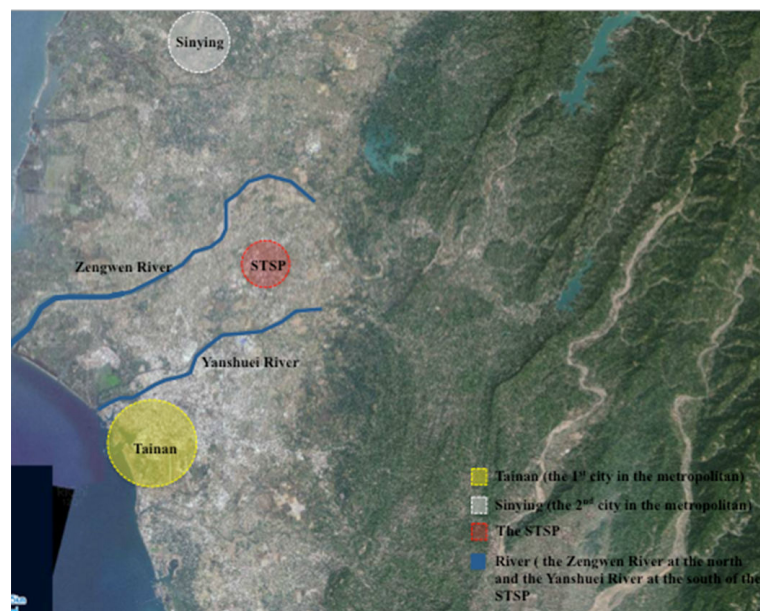 Sinying
Zengwen River
STSP
Yanshuei River
Tainan
Tainan (the 1st city in the metropolitan)
Sinying (the 2nd city in the metropolitan)
The STSP
River ( the Zengwen River at the north
and the Yanshuei River at the south of the
STSP